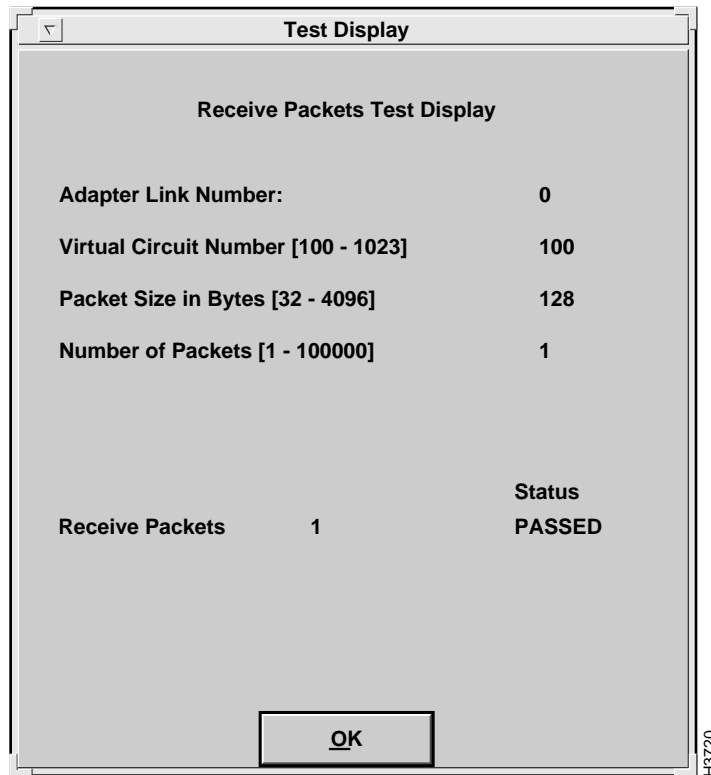 Test Display
Receive Packets Test Display
Adapter Link Number: 0
Virtual Circuit Number [100 - 1023] 100
Packet Size in Bytes [32 - 4096] 128
Number of Packets [1 - 100000] 1
Status
Receive Packets 1 PASSED
OK
H3720